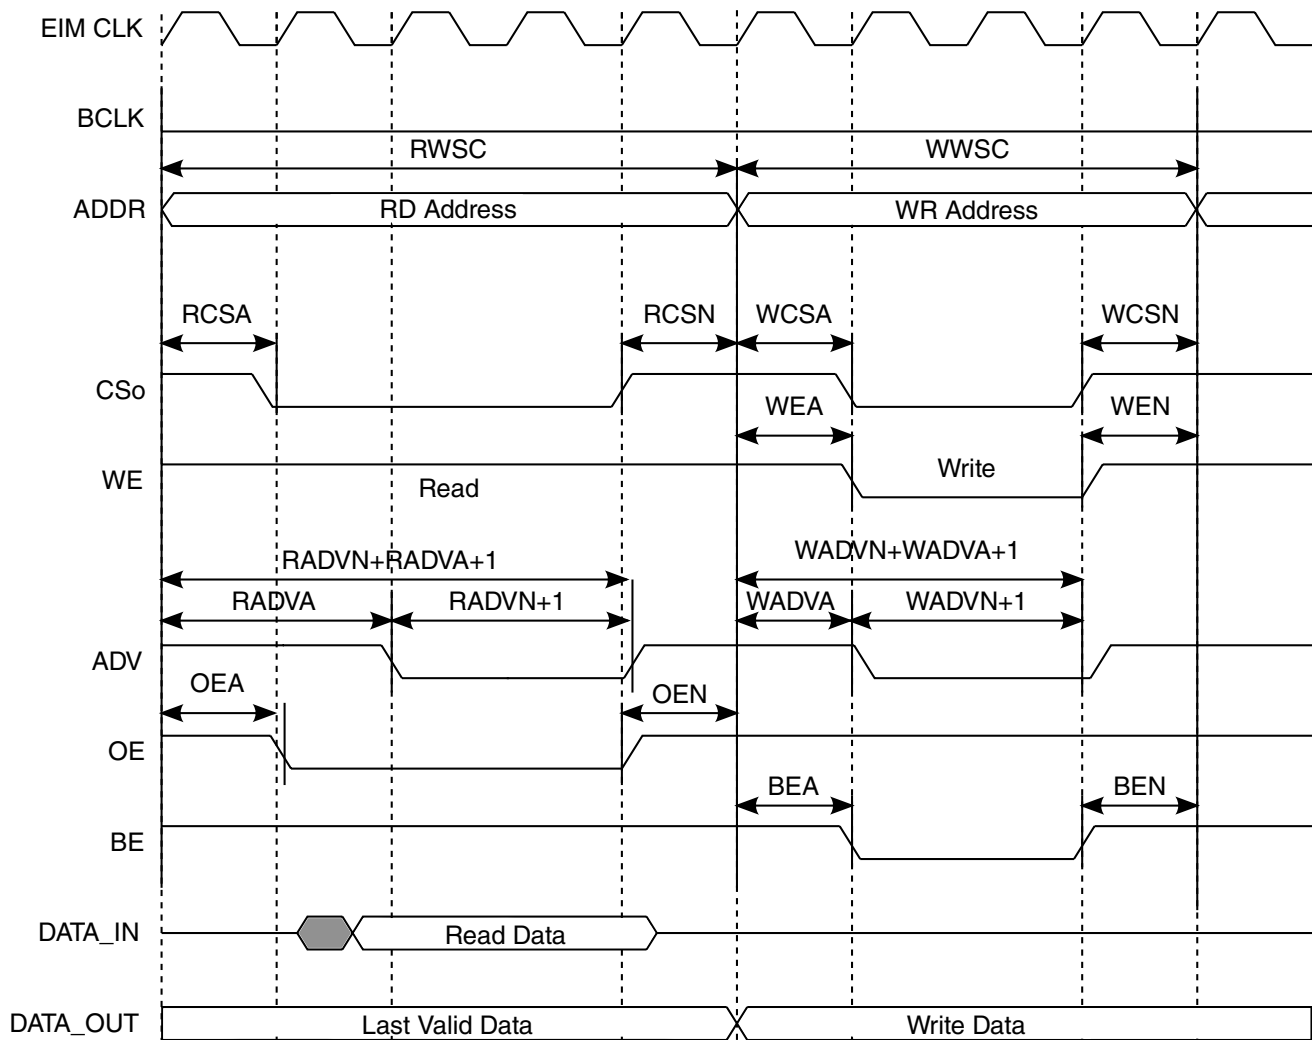 EIM CLK
BCLK
RWSC WWSC
ADDR RD Address WR Address
RCSA RCSN WCSA WCSN
CSo
WEA WEN
WE Read Write
RADVN+RADVA+1 WADVN+WADVA+1
RADVA RADVN+1 WADVA WADVN+1
ADV
OEA OEN
OE
BEA BEN
BE
DATA_IN Read Data
DATA_OUT Last Valid Data Write Data